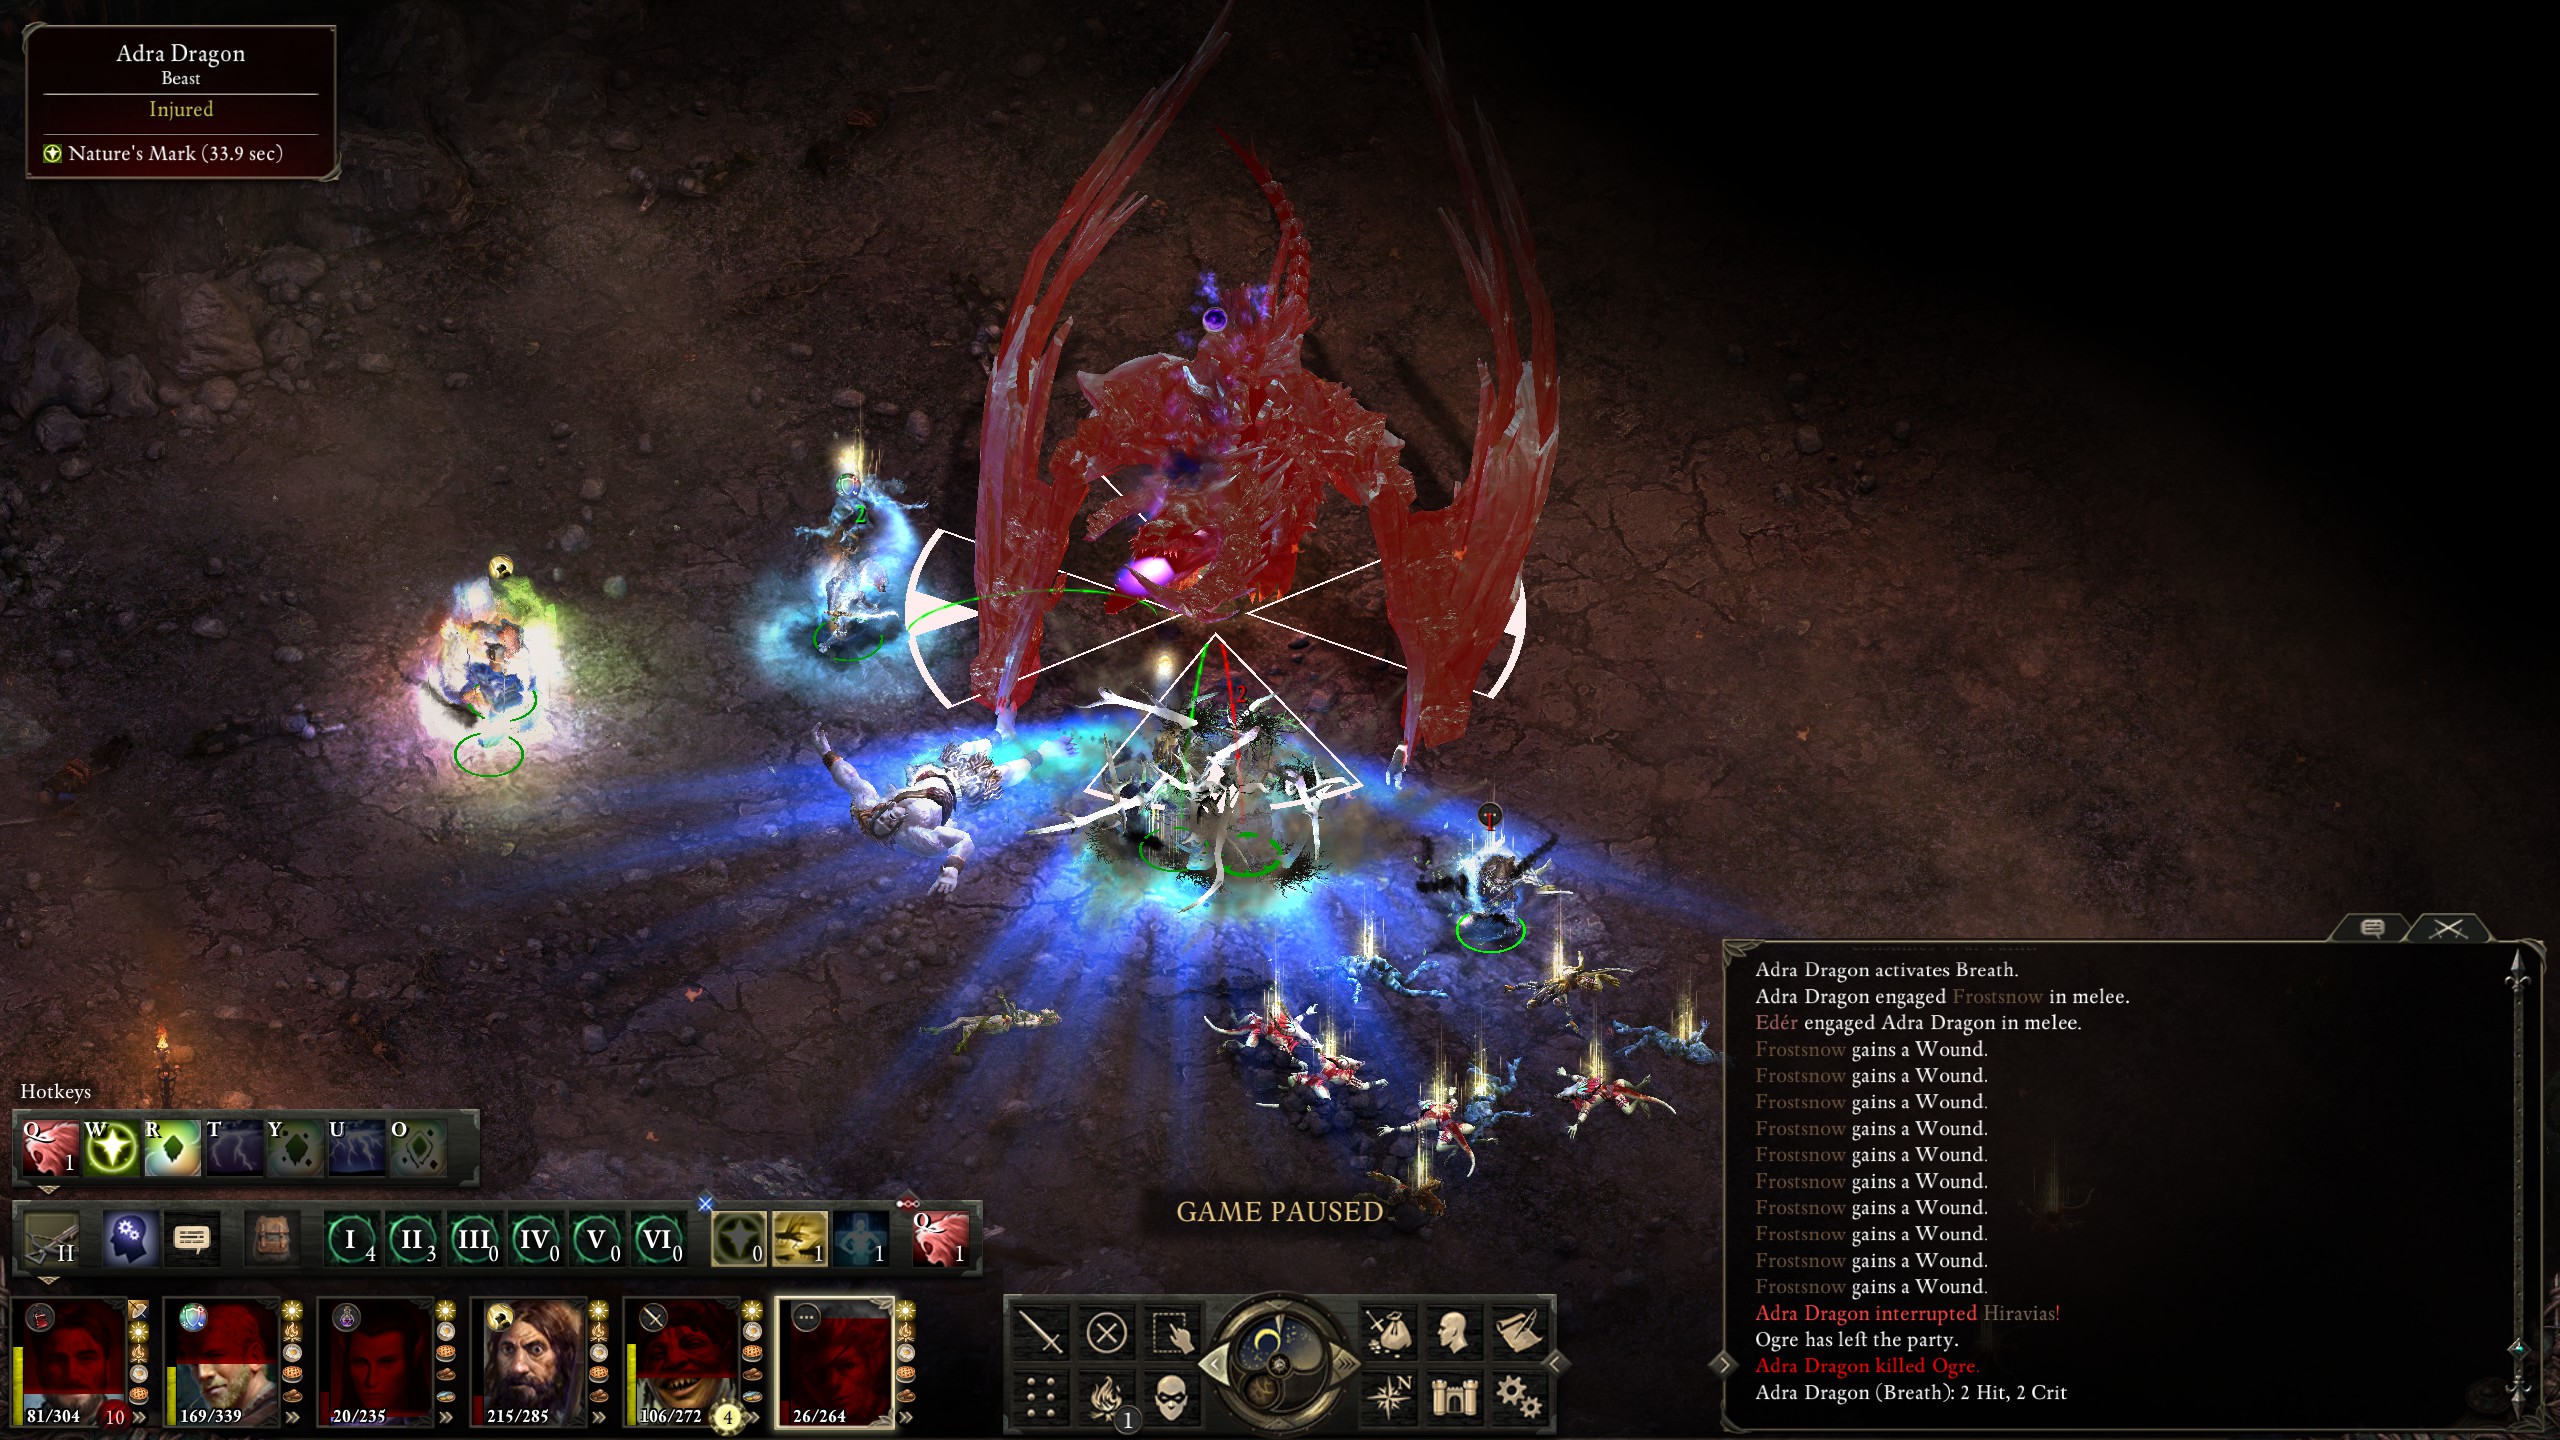 Adra Dragon
Beast
Injured
Nature's Mark (33.9 sec)
2
2
1
Adra Dragon activates Breath.
Adra Dragon engaged Frostsnow in melee.
Edér engaged Adra Dragon in melee.
Frostsnow gains a Wound.
Frostsnow gains a Wound.
Frostsnow gains a Wound.
Frostsnow gains a Wound.
Frostsnow gains a Wound.
Frostsnow gains a Wound.
Frostsnow gains a Wound.
Frostsnow gains a Wound.
Frostsnow gains a Wound.
Frostsnow gains a Wound.
Adra Dragon interrupted Hiravias!
Ogre has left the party.
Adra Dragon killed Ogre.
Adra Dragon (Breath): 2 Hit, 2 Crit
Hotkeys
Q 1 W R T Y U O
GAME PAUSED
II I 4 II 3 III 0 IV 0 V 0 VI 0 0 1 1 Q 1
81/304 10 169/339 20/235 215/285 106/272 4 26/264
N
1